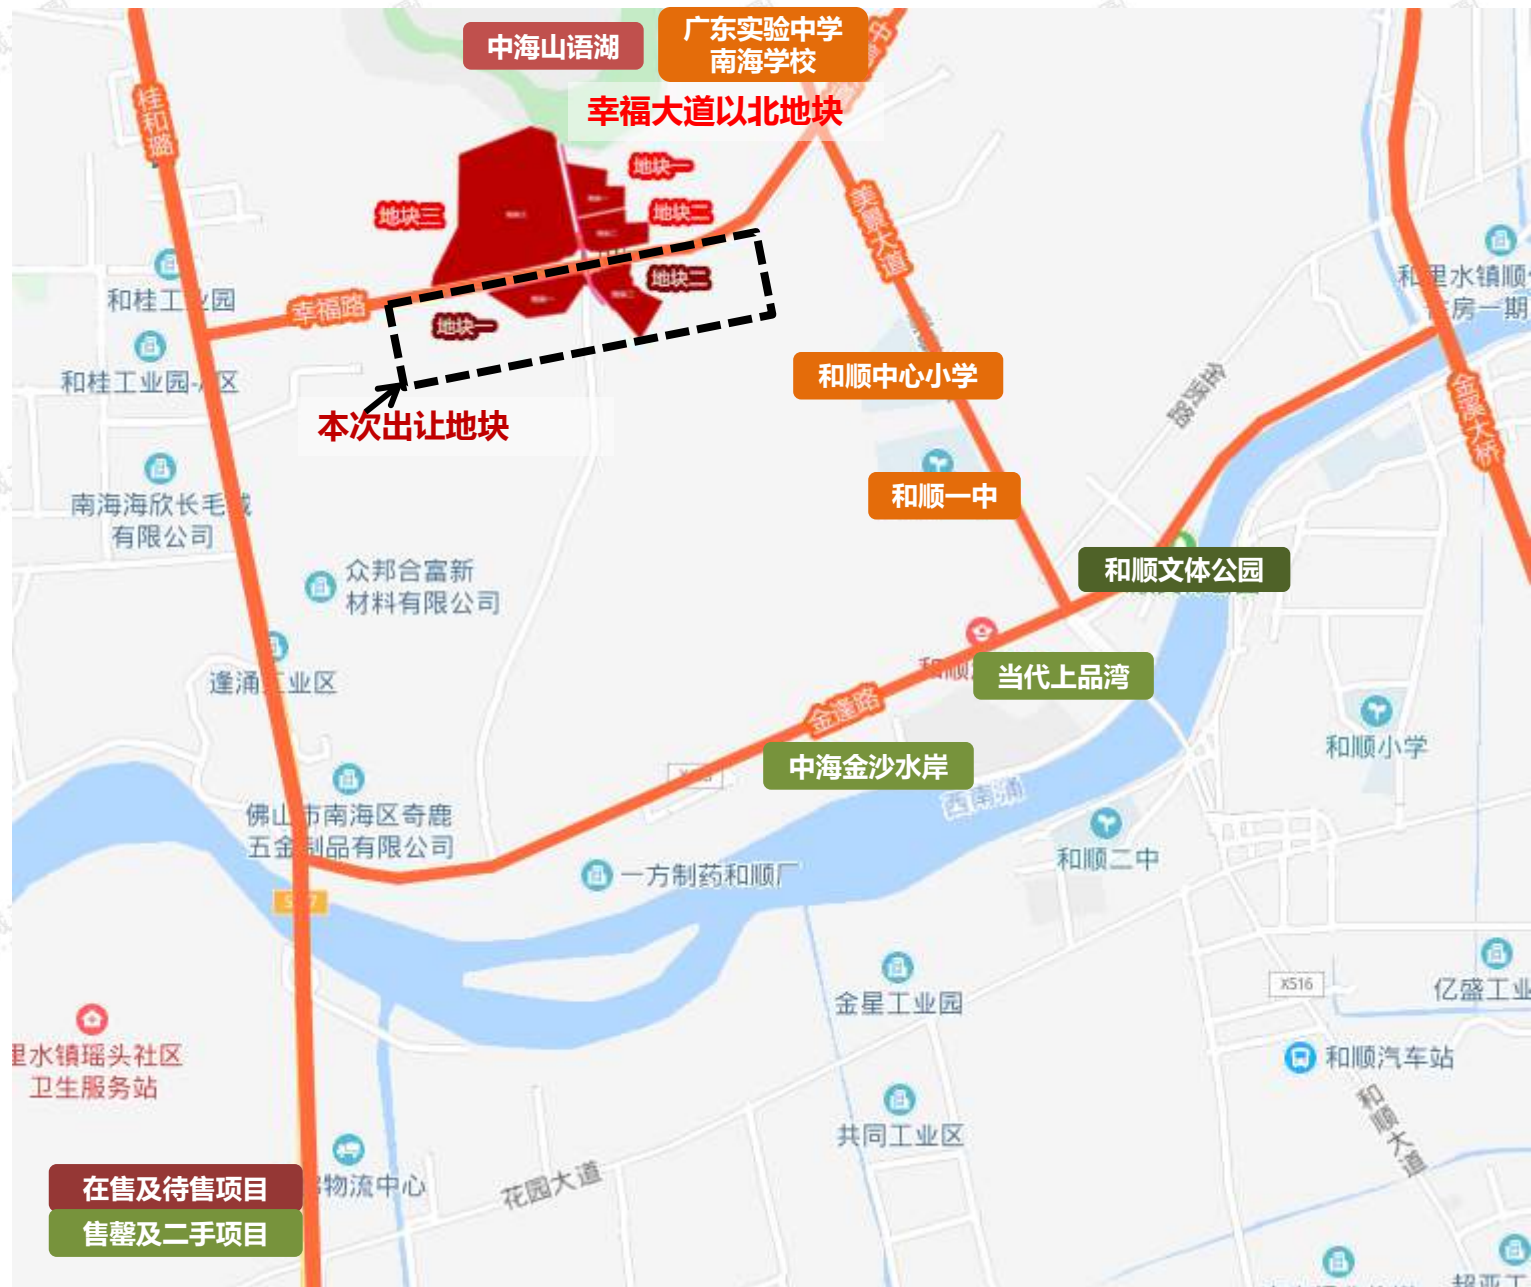 中海山语湖
广东实验中学
南海学校
幸福大道以北地块
桂和路
地块一
地块二
地块三
美景大道
地块二
地块一
幸福路
和桂工业园
和桂工业园-A区
本次出让地块
和顺中心小学
金溪大桥
和顺一中
南海海欣长毛绒
有限公司
众邦合富新
材料有限公司
和顺文体公园
逢涌工业区
当代上品湾
金逢路
中海金沙水岸
和顺小学
西南涌
佛山市南海区奇鹿
五金制品有限公司
一方制药和顺厂
和顺二中
金星工业园
X516
亿盛工业
里水镇瑶头社区
卫生服务站
和顺汽车站
共同工业区
和顺大道
物流中心
花园大道
在售及待售项目
售罄及二手项目